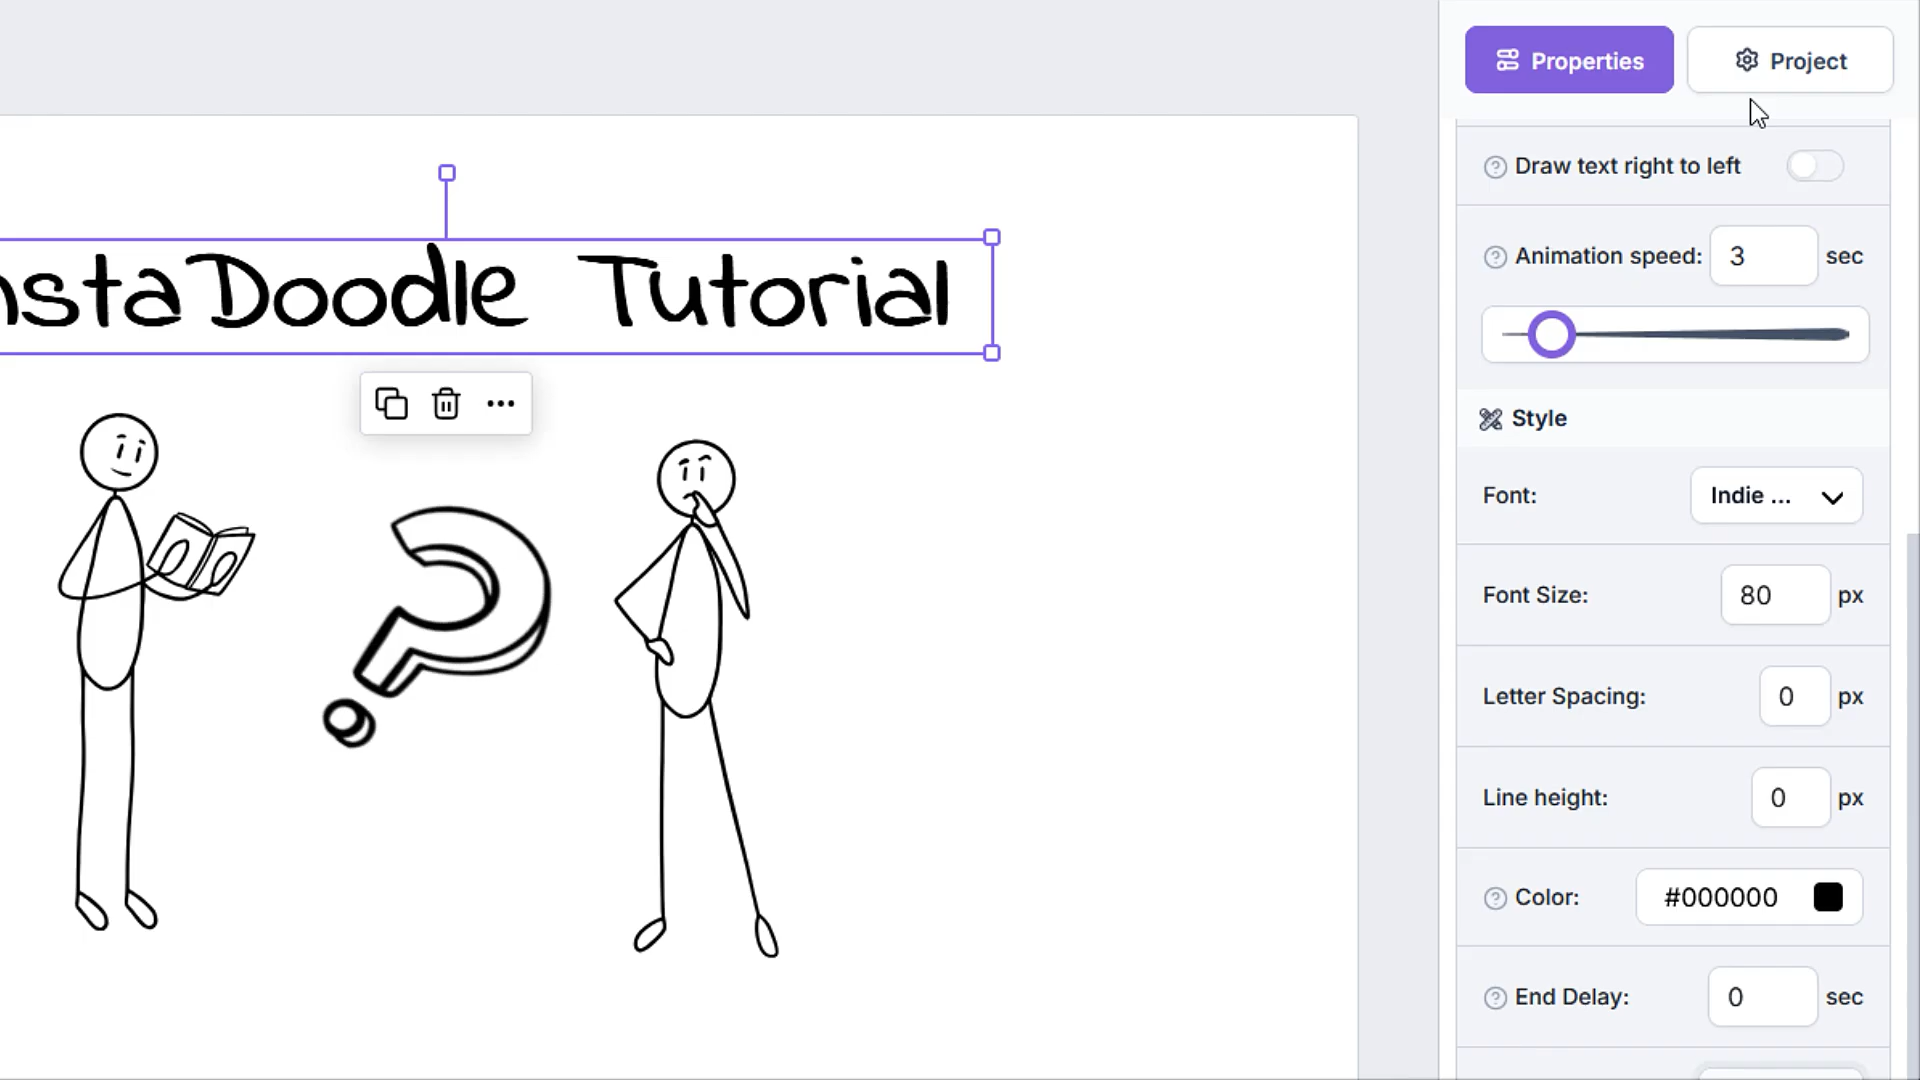 Properties
Project
Draw text right to left
Animation speed: 3 sec
nstaDoodle Tutorial
Style
Font: Indie ...
Font Size: 80 px
Letter Spacing: 0 px
Line height: 0 px
Color: #000000
End Delay: 0 sec